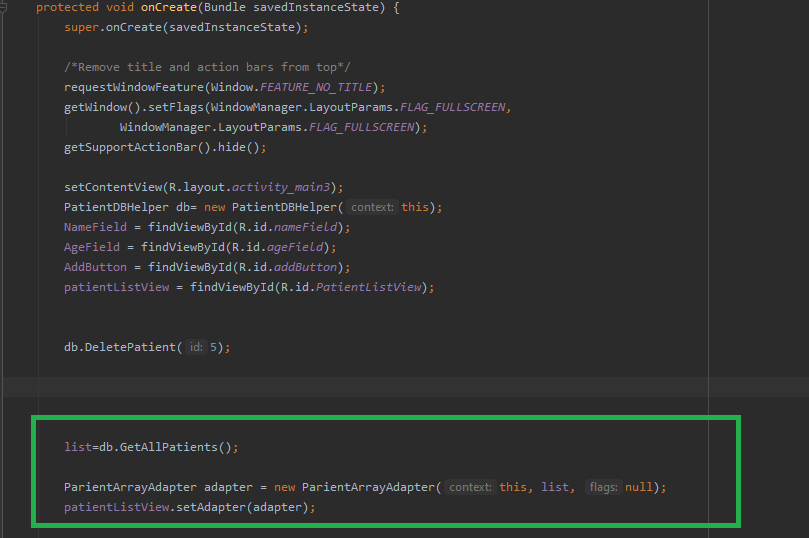 protected void onCreate(Bundle savedInstanceState) {
super.onCreate(savedInstanceState);
/*Remove title and action bars from top*/
requestWindowFeature(Window.FEATURE_NO_TITLE);
getWindow().setFlags(WindowManager.LayoutParams.FLAG_FULLSCREEN,
WindowManager.LayoutParams.FLAG_FULLSCREEN);
getSupportActionBar().hide();
setContentView(R.layout.activity_main3);
PatientDBHelper db= new PatientDBHelper( context: this);
NameField = findViewById(R.id.nameField);
AgeField = findViewById(R.id.ageField);
AddButton = findViewById(R.id.addButton);
patientListView = findViewById(R.id.PatientListView);
db.DeletePatient( id: 5);
list=db.GetAllPatients();
ParientArrayAdapter adapter = new ParientArrayAdapter( context: this, list, flags: null);
patientListView.setAdapter(adapter);